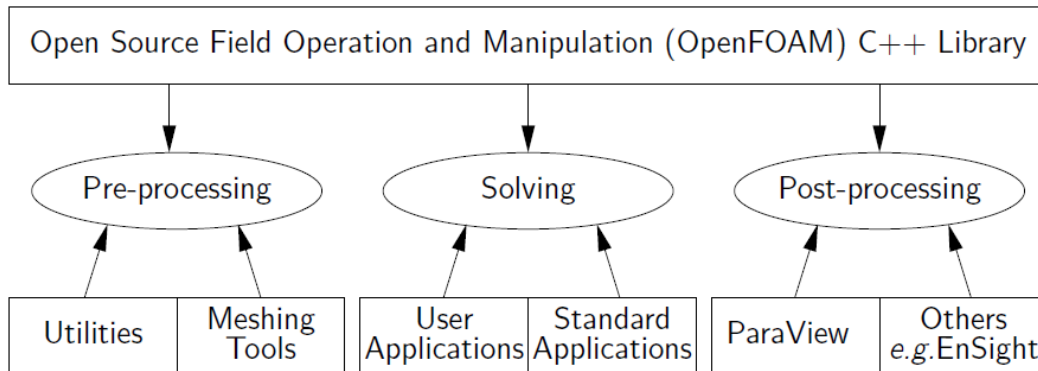 Open Source Field Operation and Manipulation (OpenFOAM) C++ Library
Pre-processing
Solving
Post-processing
Utilities
Meshing
Tools
User
Applications
Standard
Applications
ParaView
Others
e.g.EnSight